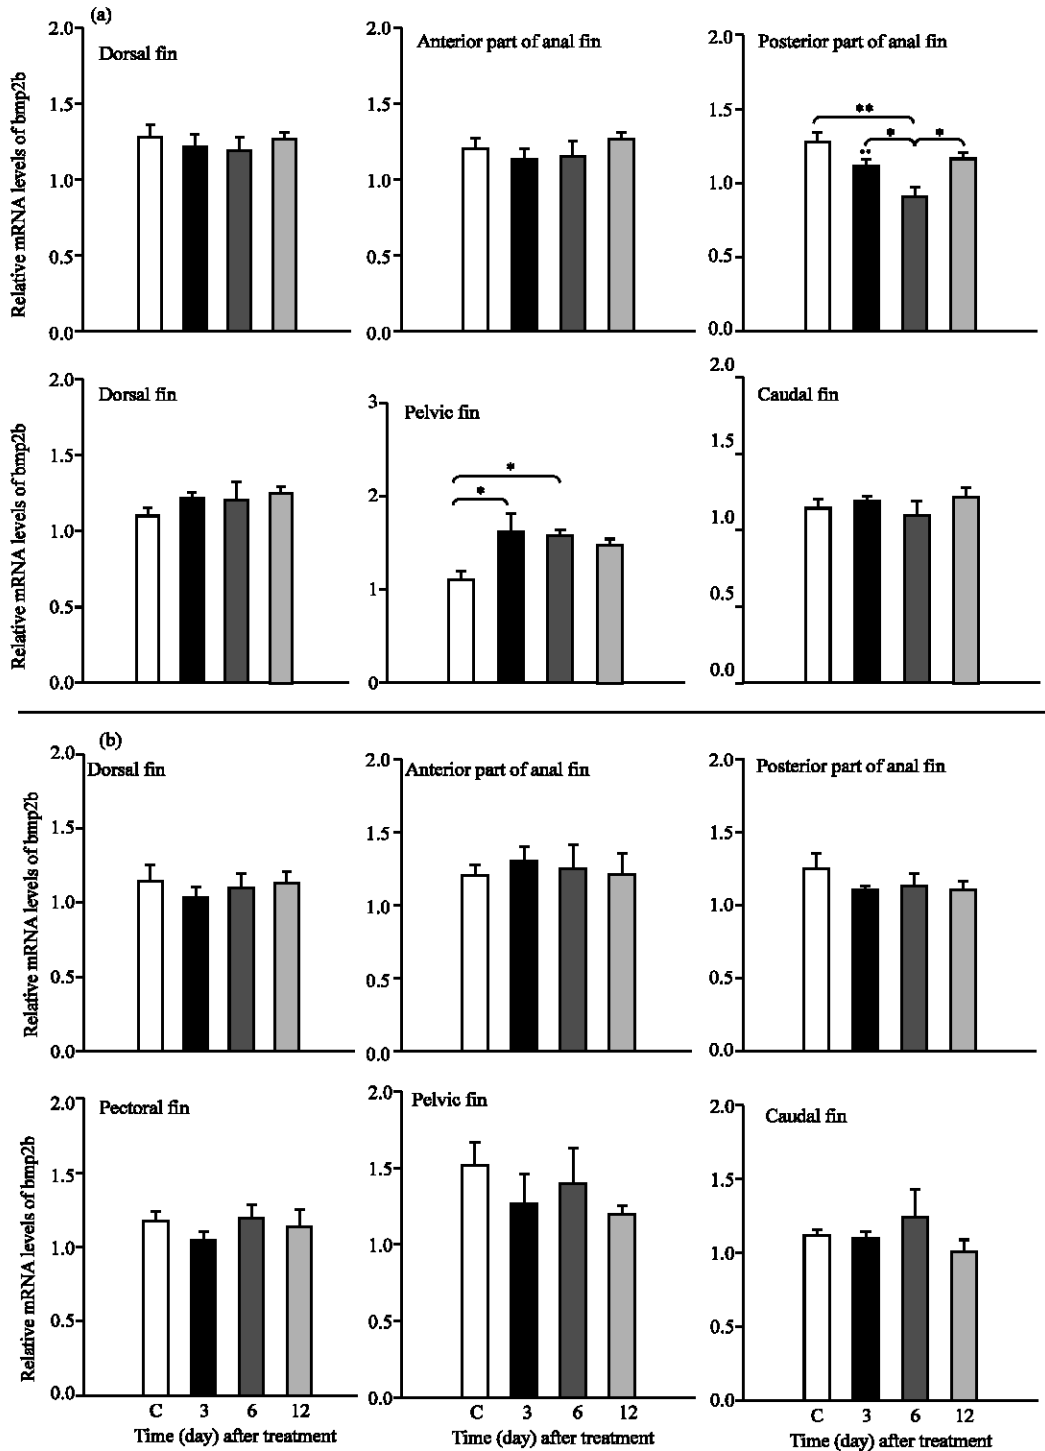 (a)
Relative mRNA levels of bmp2b
Dorsal fin
2.0
1.5
1.0
0.5
0.0
Anterior part of anal fin
2.0
1.5
1.0
0.5
0.0
Posterior part of anal fin
2.0
1.5
1.0
0.5
0.0
**
*
*
**
Relative mRNA levels of bmp2b
Dorsal fin
2.0
1.5
1.0
0.5
0.0
Pelvic fin
3
2
1
0
*
*
Caudal fin
2.0
1.5
1.0
0.5
0.0
(b)
Relative mRNA levels of bmp2b
Dorsal fin
2.0
1.5
1.0
0.5
0.0
Anterior part of anal fin
2.0
1.5
1.0
0.5
0.0
Posterior part of anal fin
2.0
1.5
1.0
0.5
0.0
Relative mRNA levels of bmp2b
Pectoral fin
2.0
1.5
1.0
0.5
0.0
C 3 6 12
Time (day) after treatment
Pelvic fin
2.0
1.5
1.0
0.5
0.0
C 3 6 12
Time (day) after treatment
Caudal fin
2.0
1.5
1.0
0.5
0.0
C 3 6 12
Time (day) after treatment